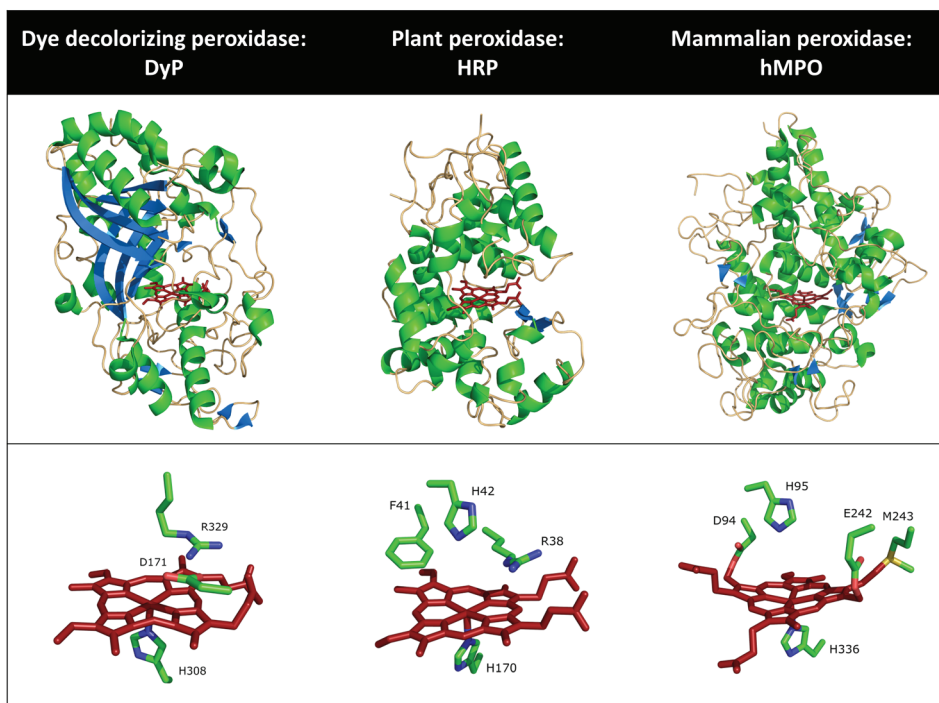 Dye decolorizing peroxidase:
DyP
Plant peroxidase:
HRP
Mammalian peroxidase:
hMPO
R329
D171
H308
F41
H42
R38
H170
H95
D94
E242
M243
H336